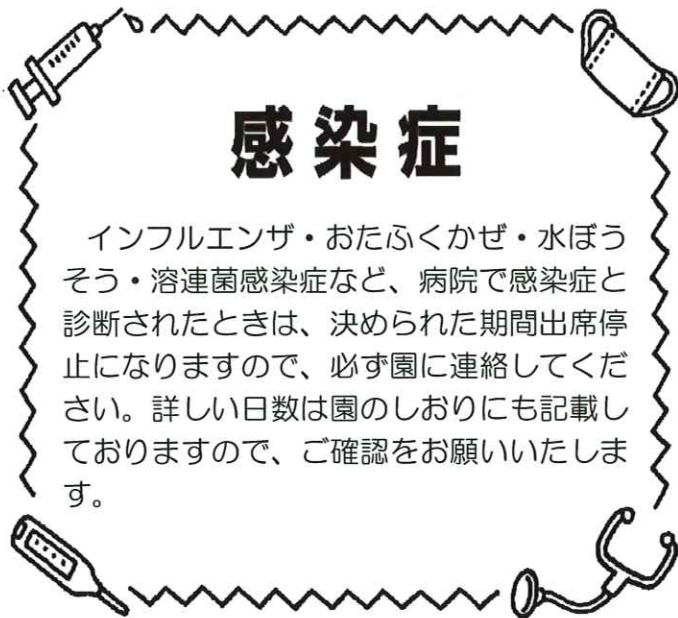 感染症
インフルエンザ・おたふくかぜ・水ぼう
そう・溶連菌感染症など、病院で感染症と
診断されたときは、決められた期間出席停
止になりますので、必ず園に連絡してくだ
さい。詳しい日数は園のしおりにも記載し
ておりますので、ご確認をお願いいたしま
す。